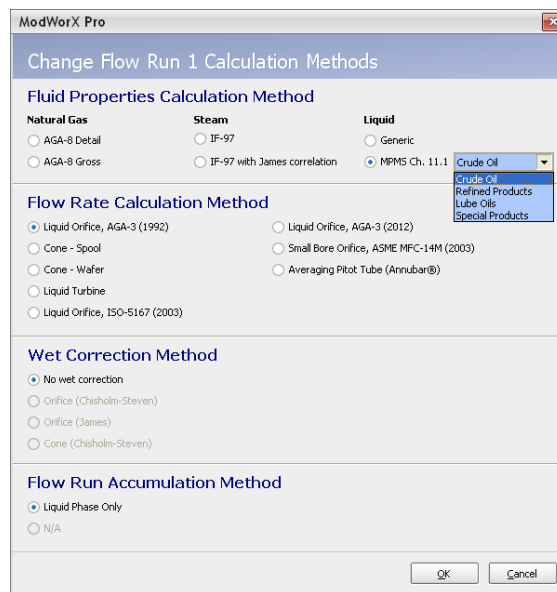 ModWorX Pro
Change Flow Run 1 Calculation Methods
Fluid Properties Calculation Method
Natural Gas Steam Liquid
AGA-8 Detail IF-97 Generic
AGA-8 Gross IF-97 with James correlation MPMS Ch. 11.1 Crude Oil
Crude Oil
Refined Products
Lube Oils
Special Products
Flow Rate Calculation Method
Liquid Orifice, AGA-3 (1992) Liquid Orifice, AGA-3 (2012)
Cone - Spool Small Bore Orifice, ASME MFC-14M (2003)
Cone - Wafer Averaging Pitot Tube (Annubar®)
Liquid Turbine
Liquid Orifice, ISO-5167 (2003)
Wet Correction Method
No wet correction
Orifice (Chisholm-Steven)
Orifice (James)
Cone (Chisholm-Steven)
Flow Run Accumulation Method
Liquid Phase Only
N/A
OK Cancel